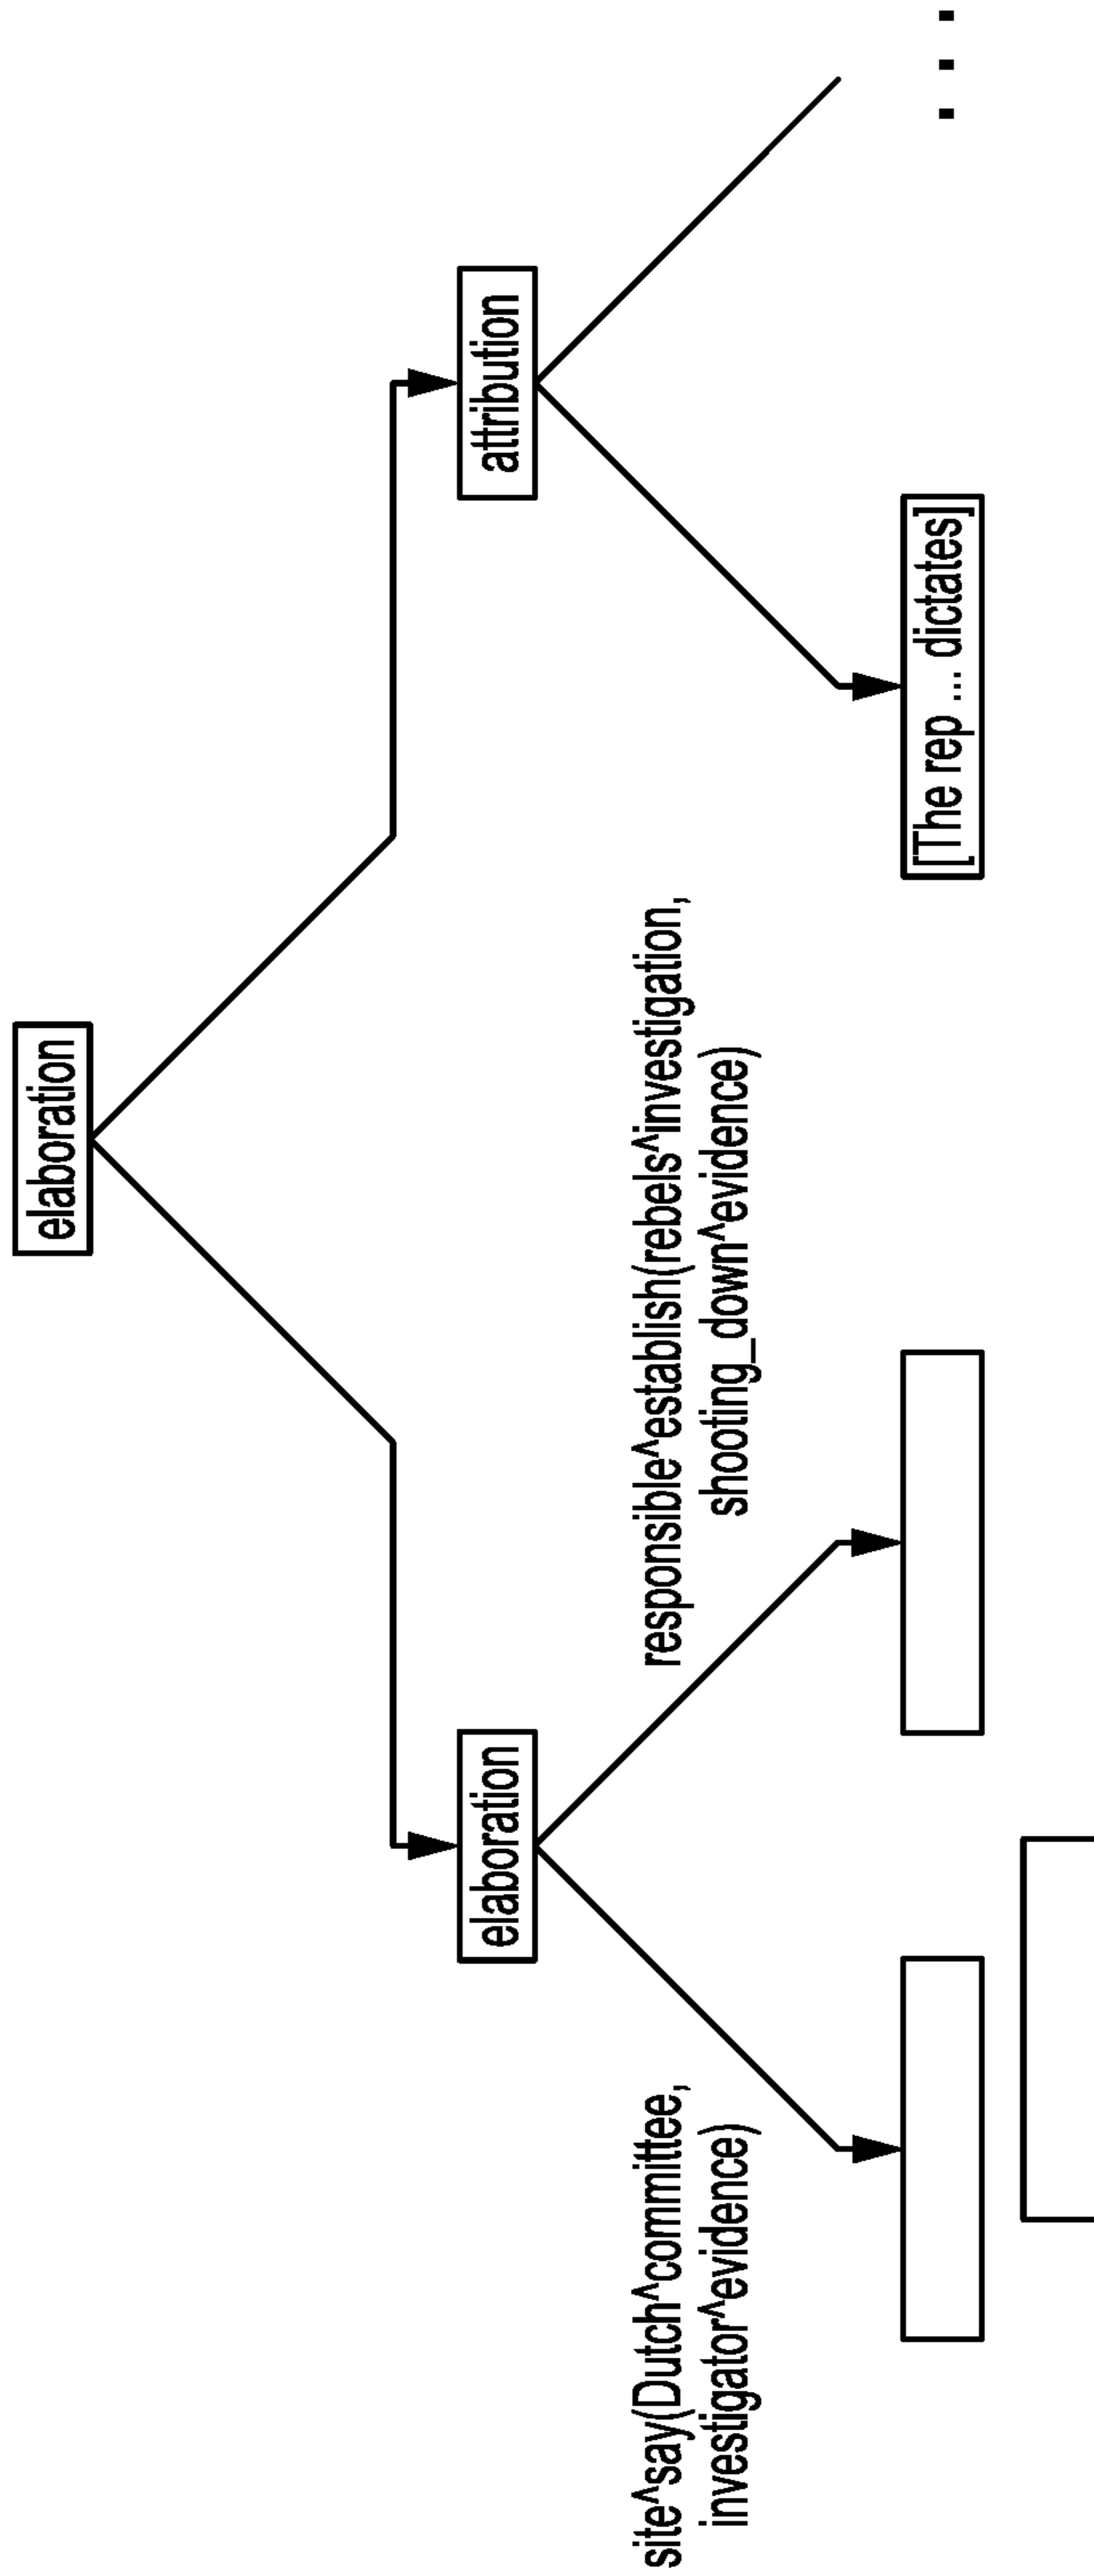 elaboration
elaboration
attribution
site^say(Dutch^committee,
investigator^evidence)
responsible^establish(rebels^investigation,
shooting_down^evidence)
[The rep ... dictates]
...